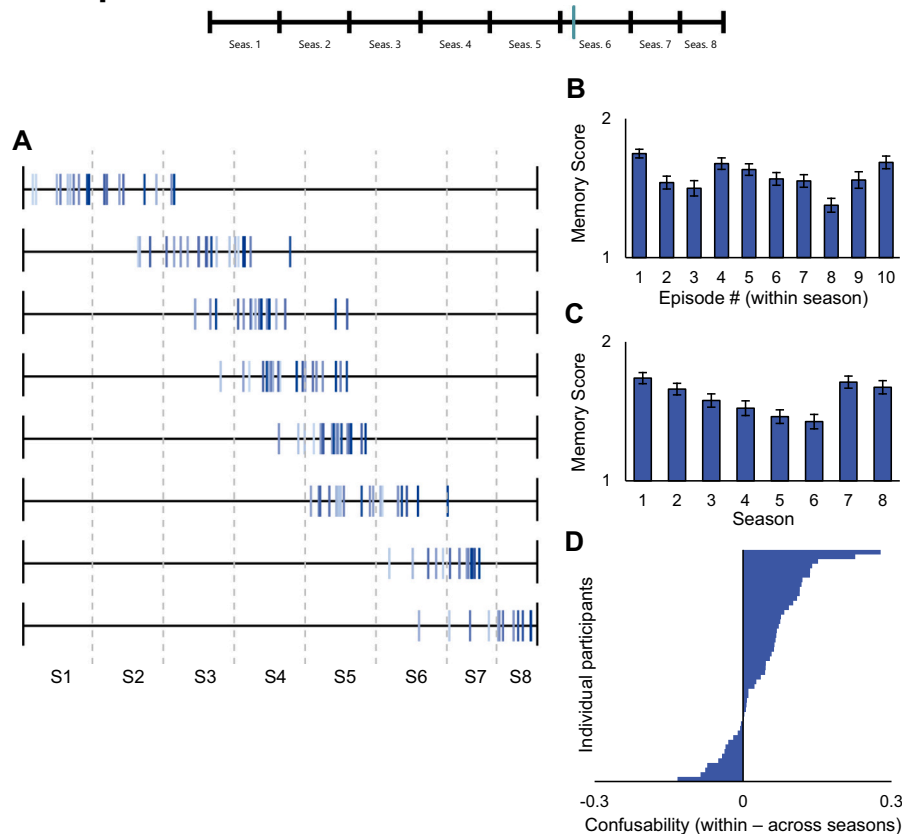 Seas. 1 Seas. 2 Seas. 3 Seas. 4 Seas. 5 Seas. 6 Seas. 7 Seas. 8
A
S1 S2 S3 S4 S5 S6 S7 S8
B
Memory Score
2
1
1 2 3 4 5 6 7 8 9 10
Episode # (within season)
C
Memory Score
2
1
1 2 3 4 5 6 7 8
Season
D
Individual participants
-0.3 0 0.3
Confusability (within – across seasons)